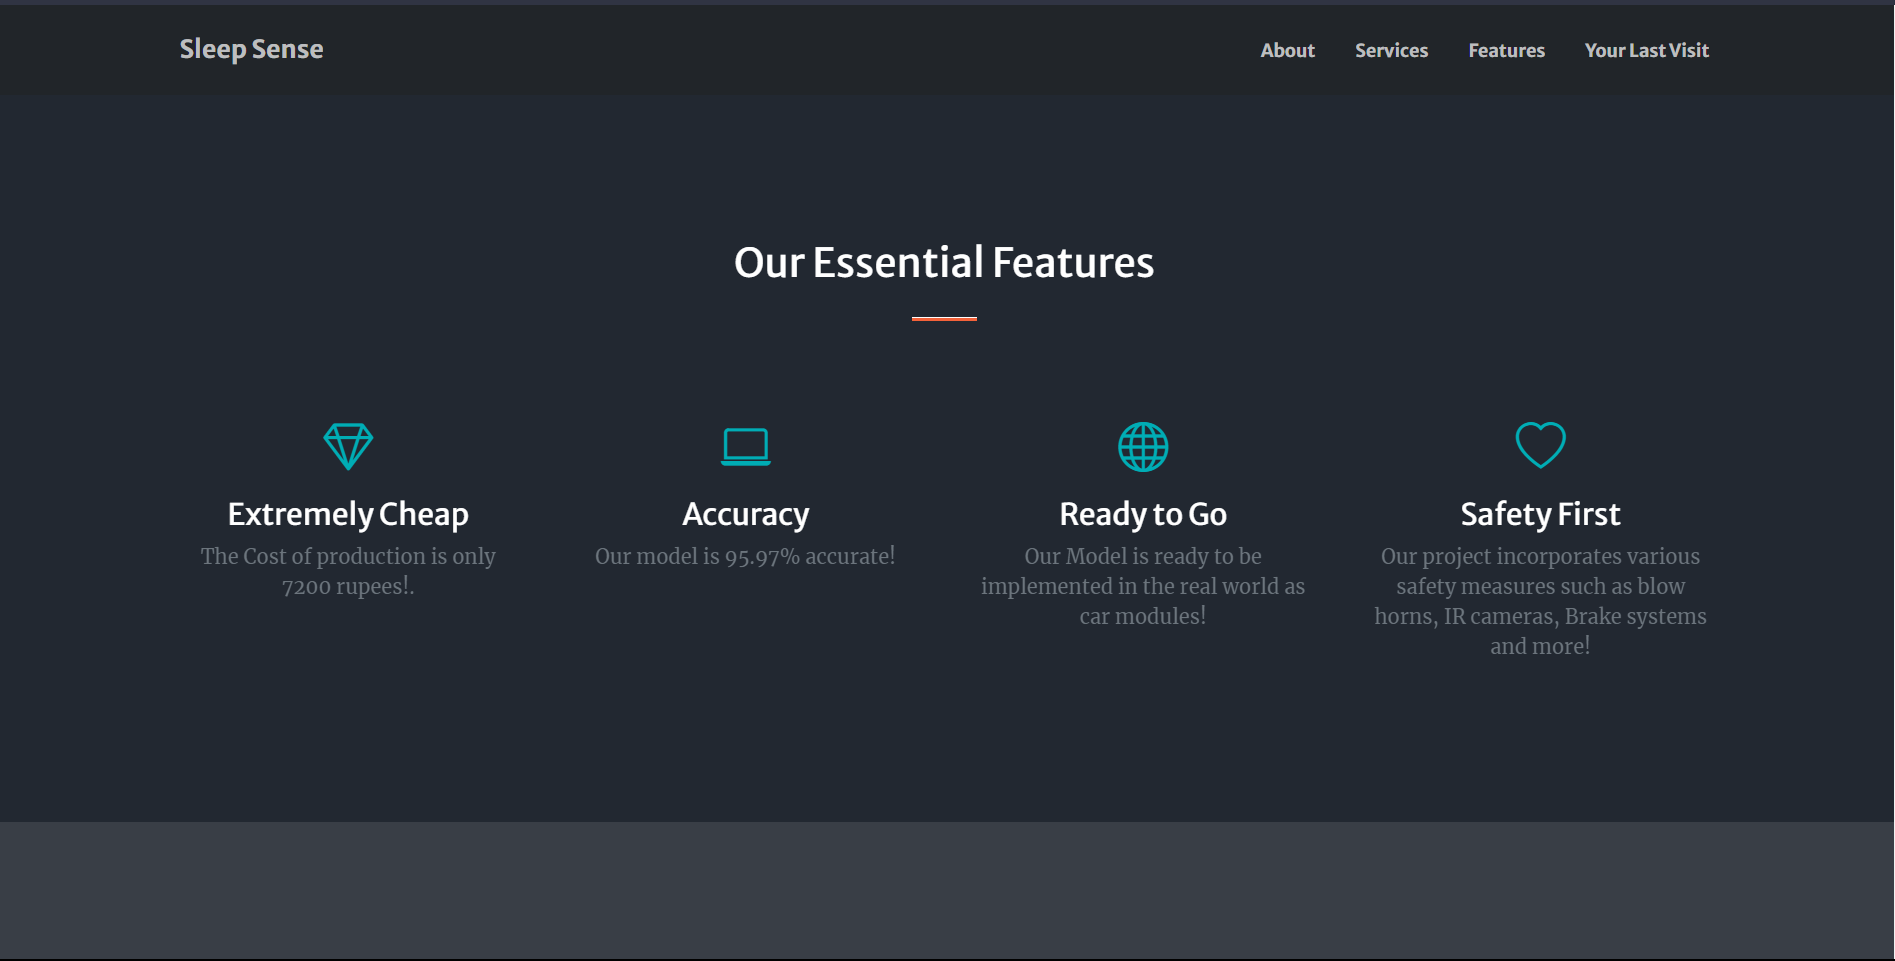 Sleep Sense
About Services Features Your Last Visit
Our Essential Features
Extremely Cheap
The Cost of production is only
7200 rupees!.
Accuracy
Our model is 95.97% accurate!
Ready to Go
Our Model is ready to be
implemented in the real world as
car modules!
Safety First
Our project incorporates various
safety measures such as blow
horns, IR cameras, Brake systems
and more!